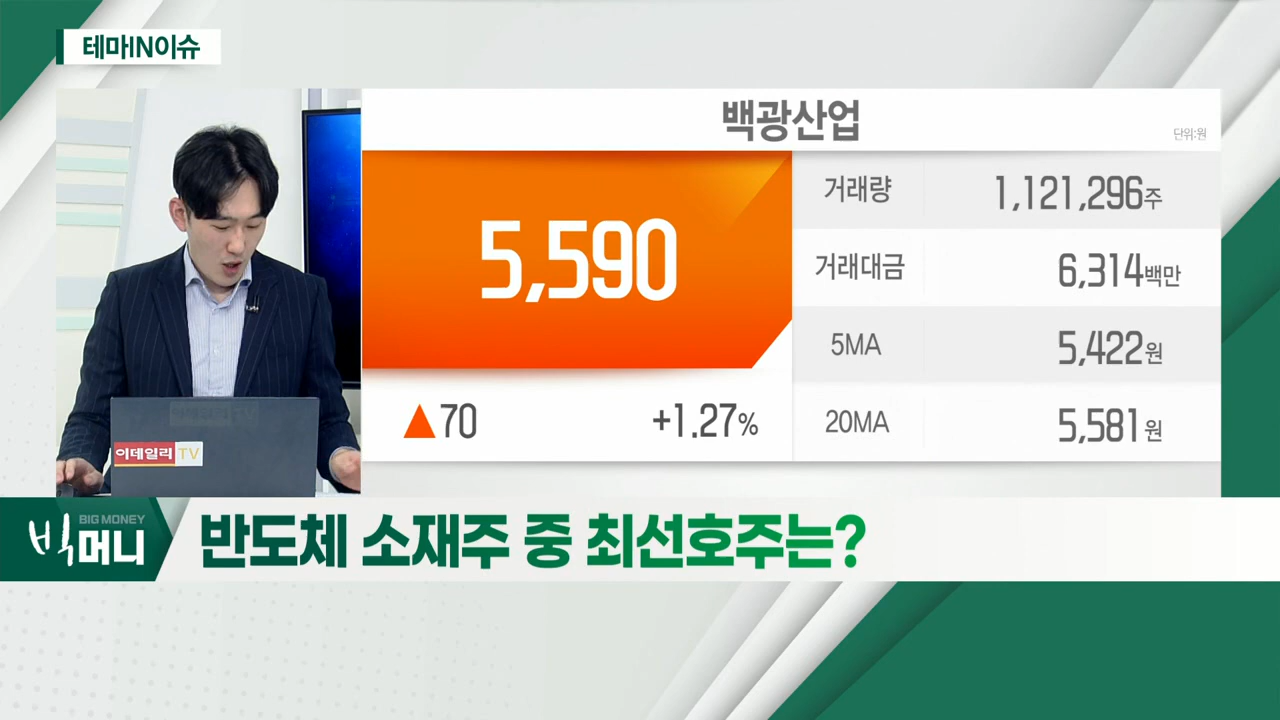 테마IN이슈
백광산업
단위:원
5,590
▲70 +1.27%
거래량 1,121,296주
거래대금 6,314백만
5MA 5,422원
20MA 5,581원
이데일리TV
BIG MONEY
빅머니
반도체 소재주 중 최선호주는?